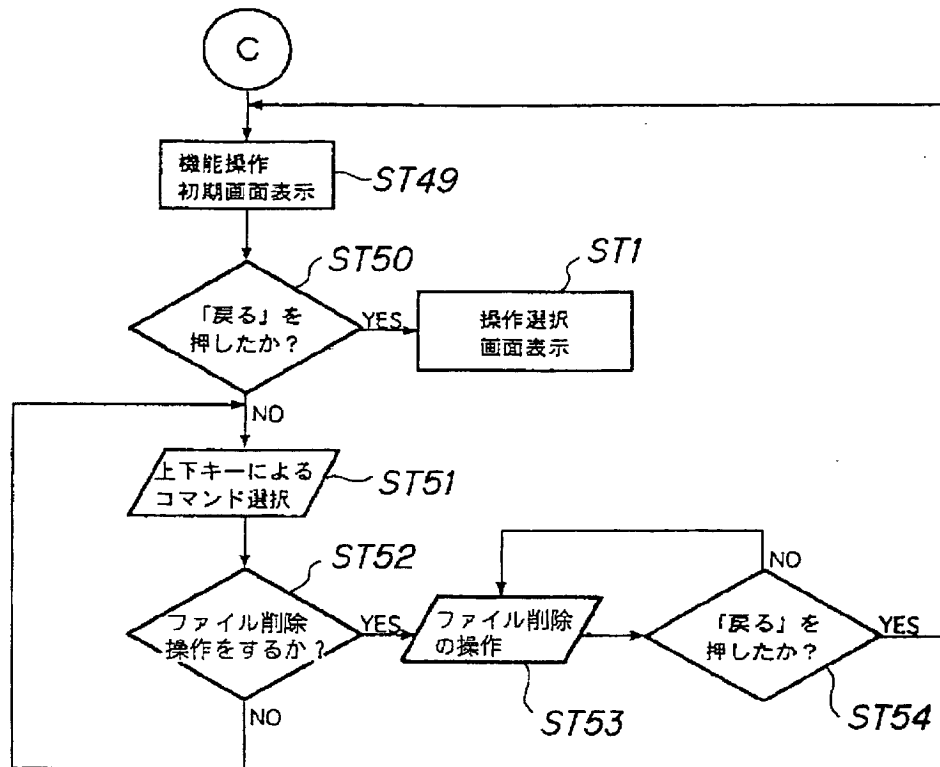 C
機能操作
初期画面表示
ST49
ST50
「戻る」を
押したか？
YES
ST1
操作選択
画面表示
NO
上下キーによる
コマンド選択
ST51
ST52
ファイル削除
操作をするか？
YES
ファイル削除
の操作
ST53
NO
「戻る」を
押したか？
YES
ST54
NO